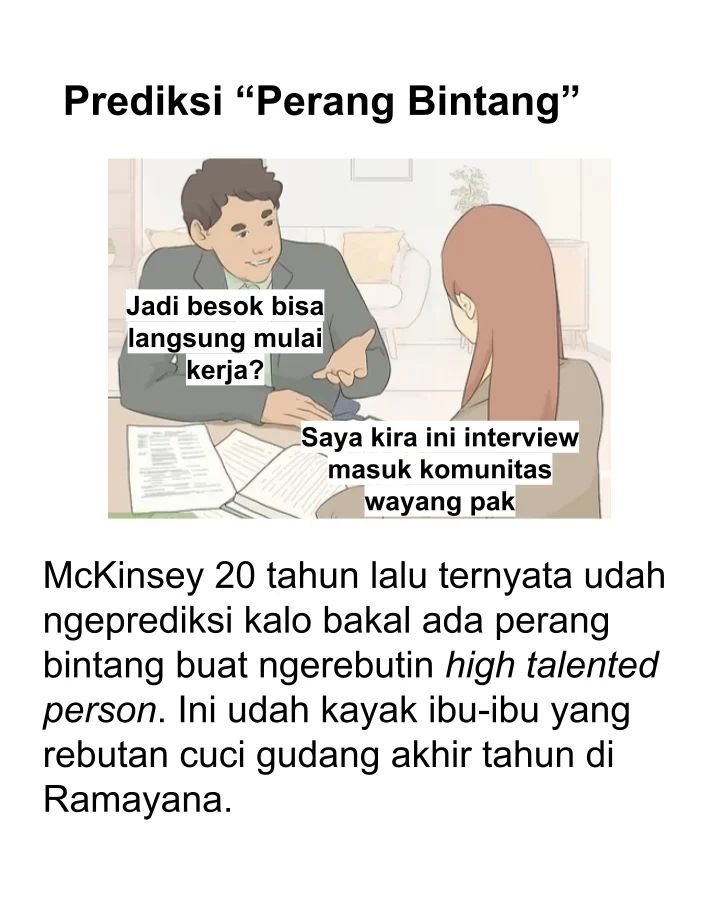 Prediksi “Perang Bintang”
Jadi besok bisa
langsung mulai
kerja?
Saya kira ini interview
masuk komunitas
wayang pak
McKinsey 20 tahun lalu ternyata udah
ngeprediksi kalo bakal ada perang
bintang buat ngerebutin high talented
person. Ini udah kayak ibu-ibu yang
rebutan cuci gudang akhir tahun di
Ramayana.